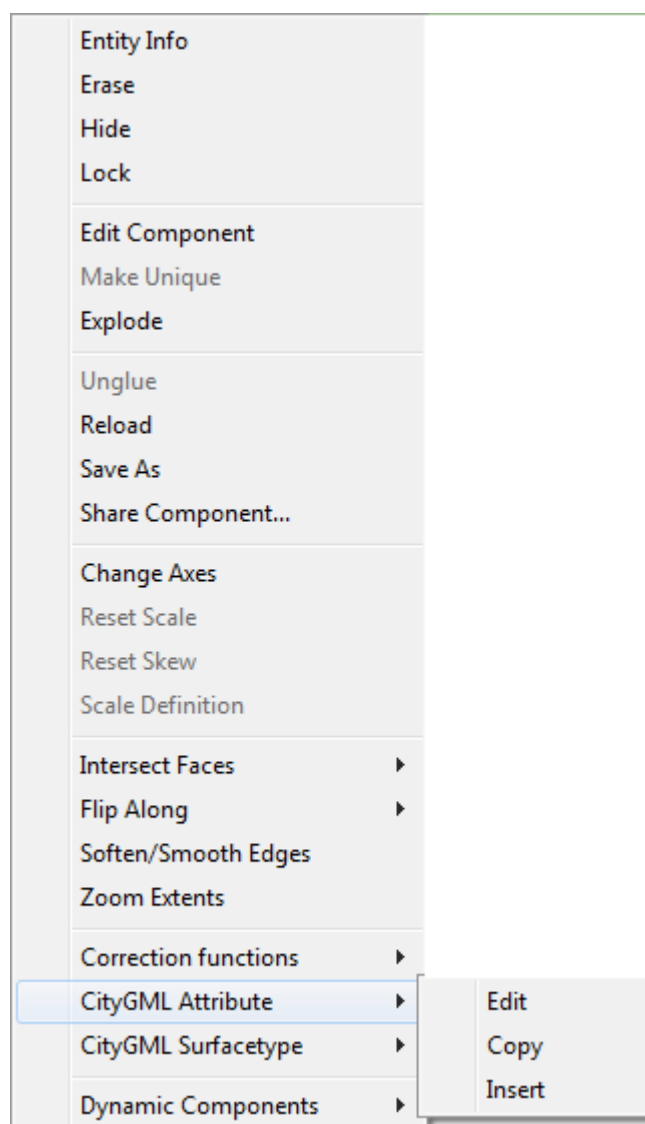 Entity Info
Erase
Hide
Lock
Edit Component
Make Unique
Explode
Unglue
Reload
Save As
Share Component...
Change Axes
Reset Scale
Reset Skew
Scale Definition
Intersect Faces
Flip Along
Soften/Smooth Edges
Zoom Extents
Correction functions
CityGML Attribute
CityGML Surfacetype
Dynamic Components
Edit
Copy
Insert